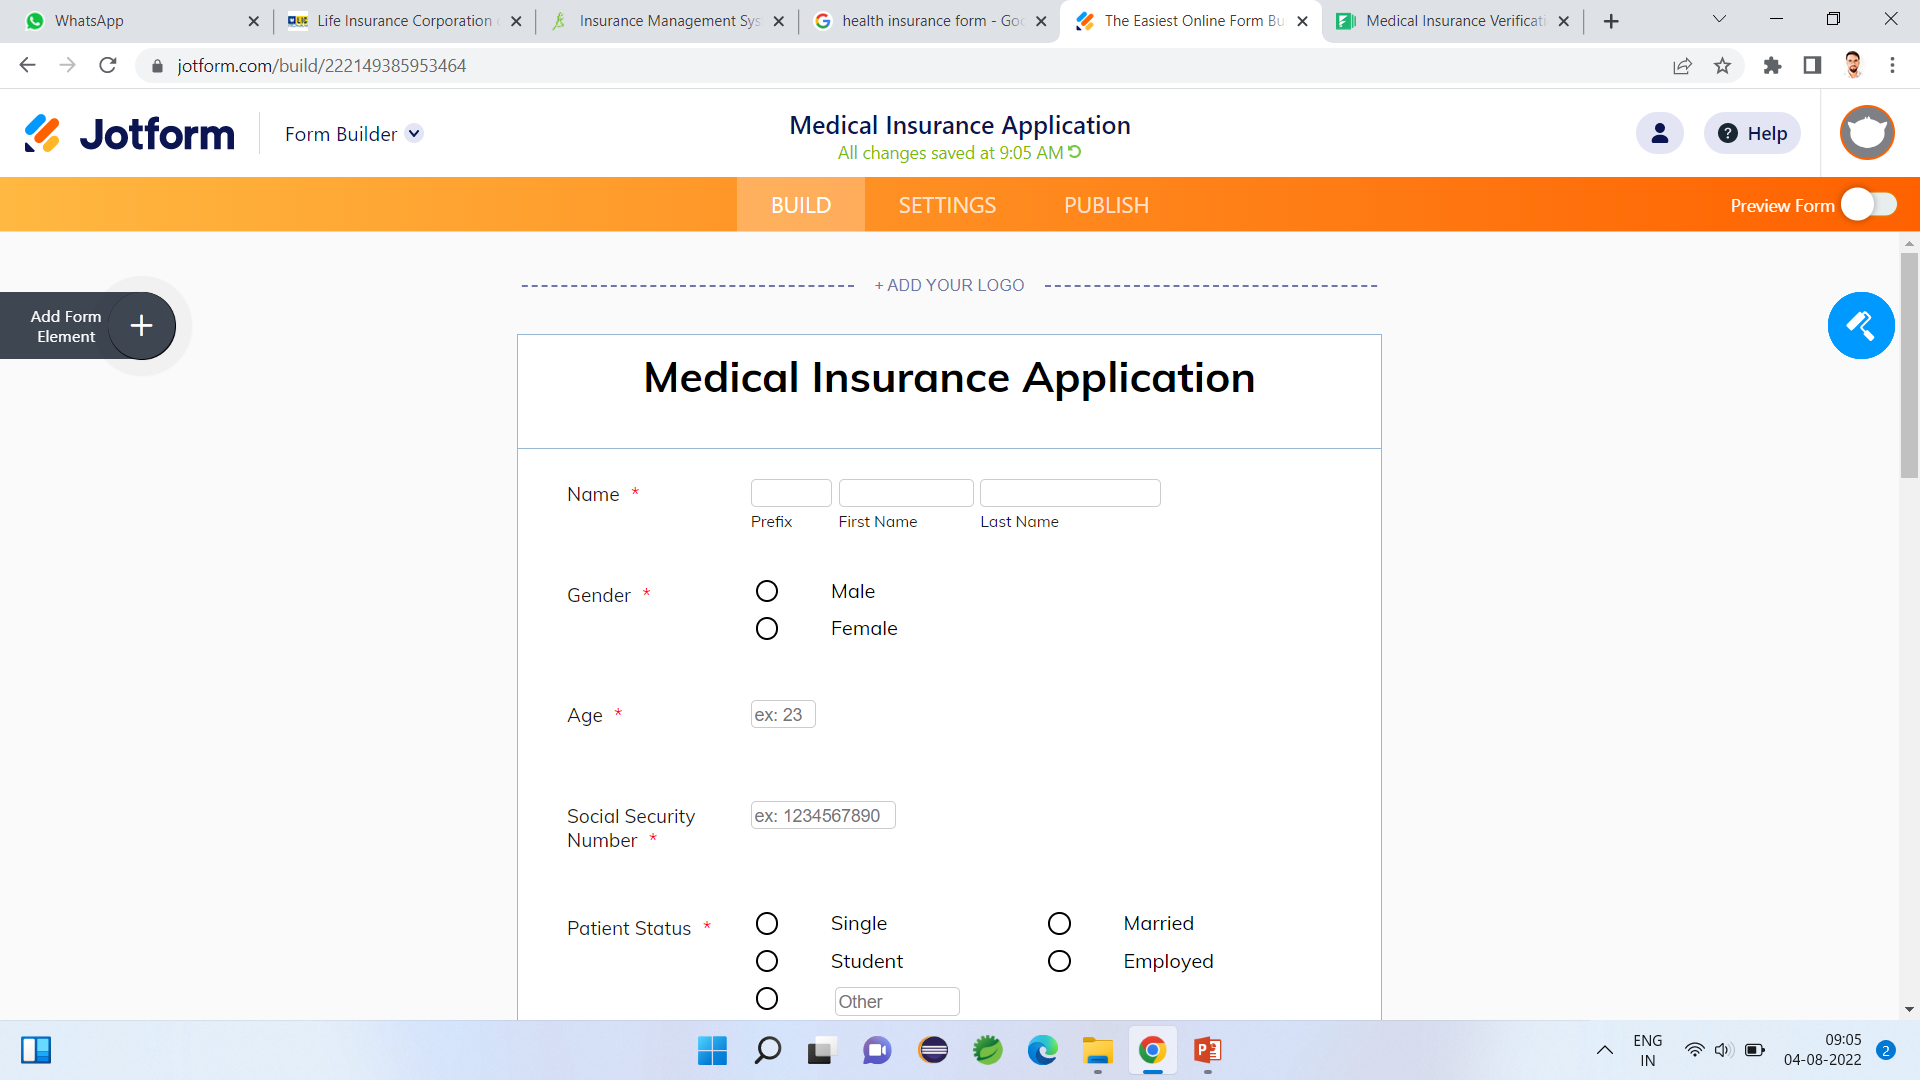 WhatsApp
Life Insurance Corporation
Insurance Management Sys
health insurance form - Goo
The Easiest Online Form Bu
Medical Insurance Verificati
jotform.com/build/222149385953464
Jotform
Form Builder
Medical Insurance Application
All changes saved at 9:05 AM
Help
BUILD
SETTINGS
PUBLISH
Preview Form
+ ADD YOUR LOGO
Add Form
Element
Medical Insurance Application
Name *
Prefix
First Name
Last Name
Gender *
Male
Female
Age *
ex: 23
Social Security
Number *
ex: 1234567890
Patient Status *
Single
Married
Student
Employed
Other
ENG
IN
09:05
04-08-2022
2